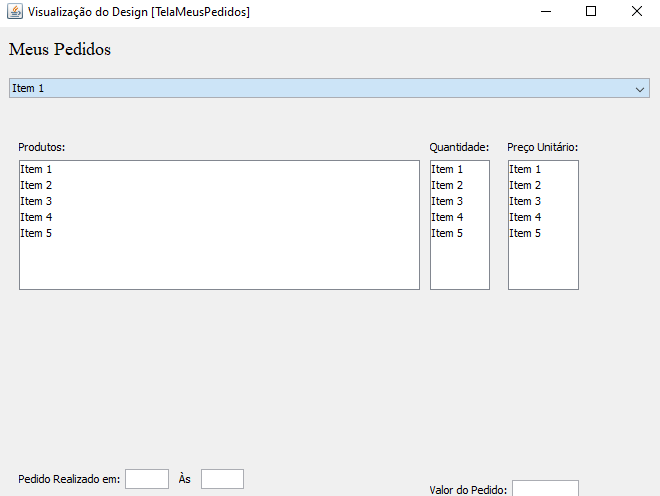 Visualização do Design [TelaMeusPedidos]
Meus Pedidos
Item 1
Produtos: Quantidade: Preço Unitário:
Item 1 Item 1 Item 1
Item 2 Item 2 Item 2
Item 3 Item 3 Item 3
Item 4 Item 4 Item 4
Item 5 Item 5 Item 5
Pedido Realizado em: Às
Valor do Pedido: